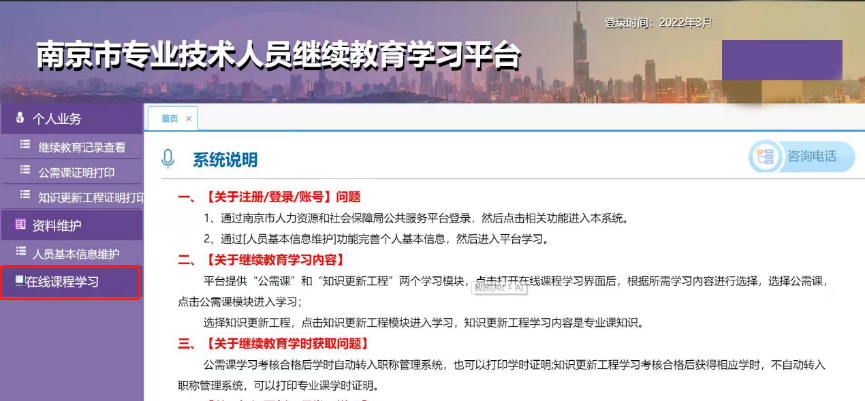 登录时间：2022年3月
南京市专业技术人员继续教育学习平台
个人业务
继续教育记录查看
公需课证明打印
知识更新工程证明打印
资料维护
人员基本信息维护
在线课程学习
首页 ×
系统说明
咨询电话
一、【关于注册/登录/账号】问题
1、通过南京市人力资源和社会保障局公共服务平台登录，然后点击相关功能进入本系统。
2、通过[人员基本信息维护]功能完善个人基本信息，然后进入平台学习。
二、【关于继续教育学习内容】
平台提供“公需课”和“知识更新工程”两个学习模块，点击打开在线课程学习界面后，根据所需学习内容进行选择，选择公需课，
点击公需课模块进入学习；
选择知识更新工程，点击知识更新工程模块进入学习，知识更新工程学习内容是专业课知识。
截图(Alt + A)
三、【关于继续教育学时获取问题】
公需课学习考核合格后学时自动转入职称管理系统，也可以打印学时证明;知识更新工程学习考核合格后获得相应学时，不自动转入
职称管理系统，可以打印专业课学时证明。